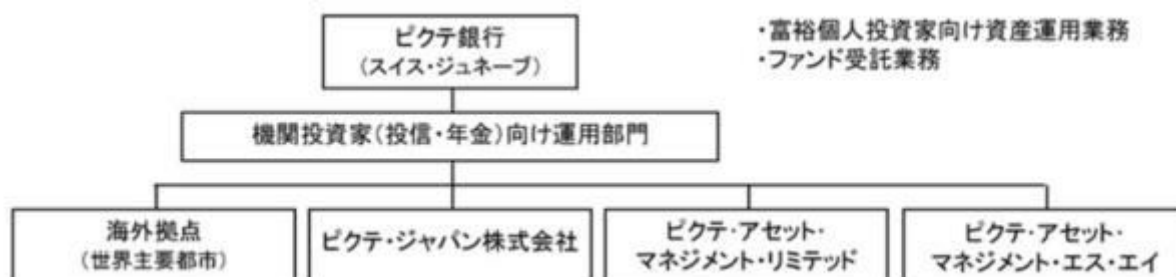 ピクテ銀行
(スイス・ジュネーブ)
・富裕個人投資家向け資産運用業務
・ファンド受託業務
機関投資家(投信・年金)向け運用部門
海外拠点
(世界主要都市)
ピクテ・ジャパン株式会社
ピクテ・アセット・
マネジメント・リミテッド
ピクテ・アセット・
マネジメント・エス・エイ